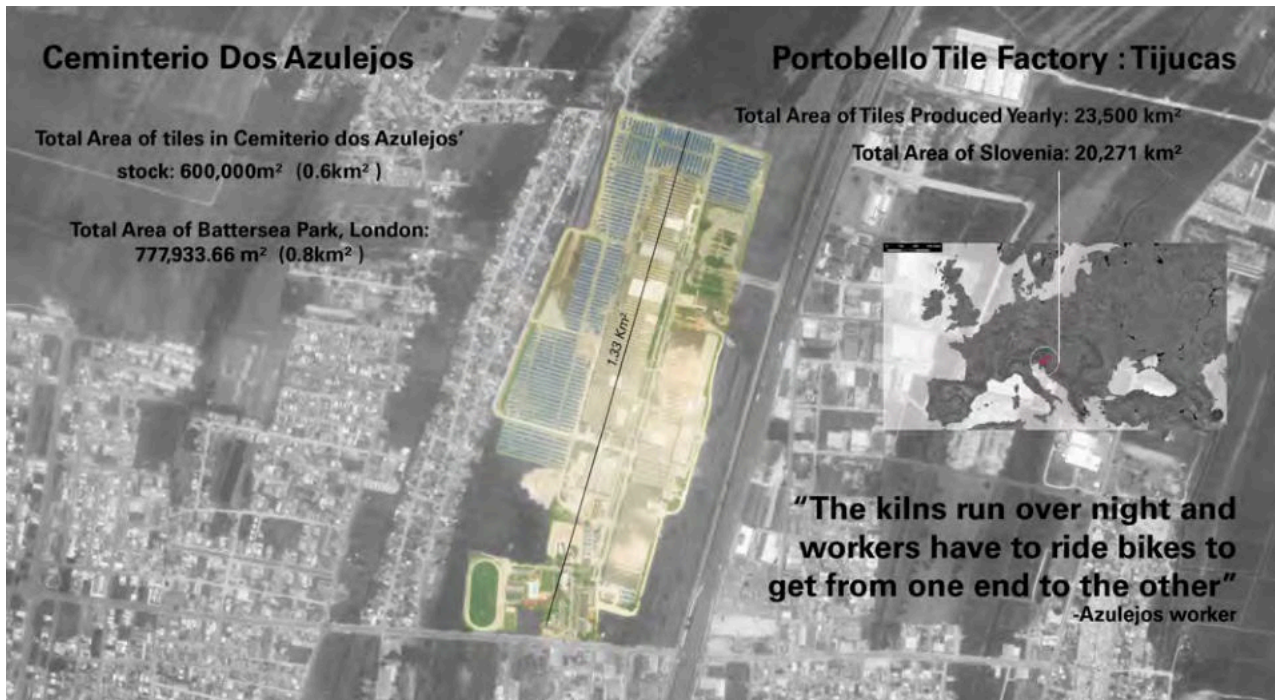 Ceminterio Dos Azulejos
Total Area of tiles in Cemiterio dos Azulejos'
stock: 600,000m² (0.6km² )
Total Area of Battersea Park, London:
777,933.66 m² (0.8km² )
Portobello Tile Factory : Tijucas
Total Area of Tiles Produced Yearly: 23,500 km²
Total Area of Slovenia: 20,271 km²
1.33 Km²
"The kilns run over night and
workers have to ride bikes to
get from one end to the other"
-Azulejos worker